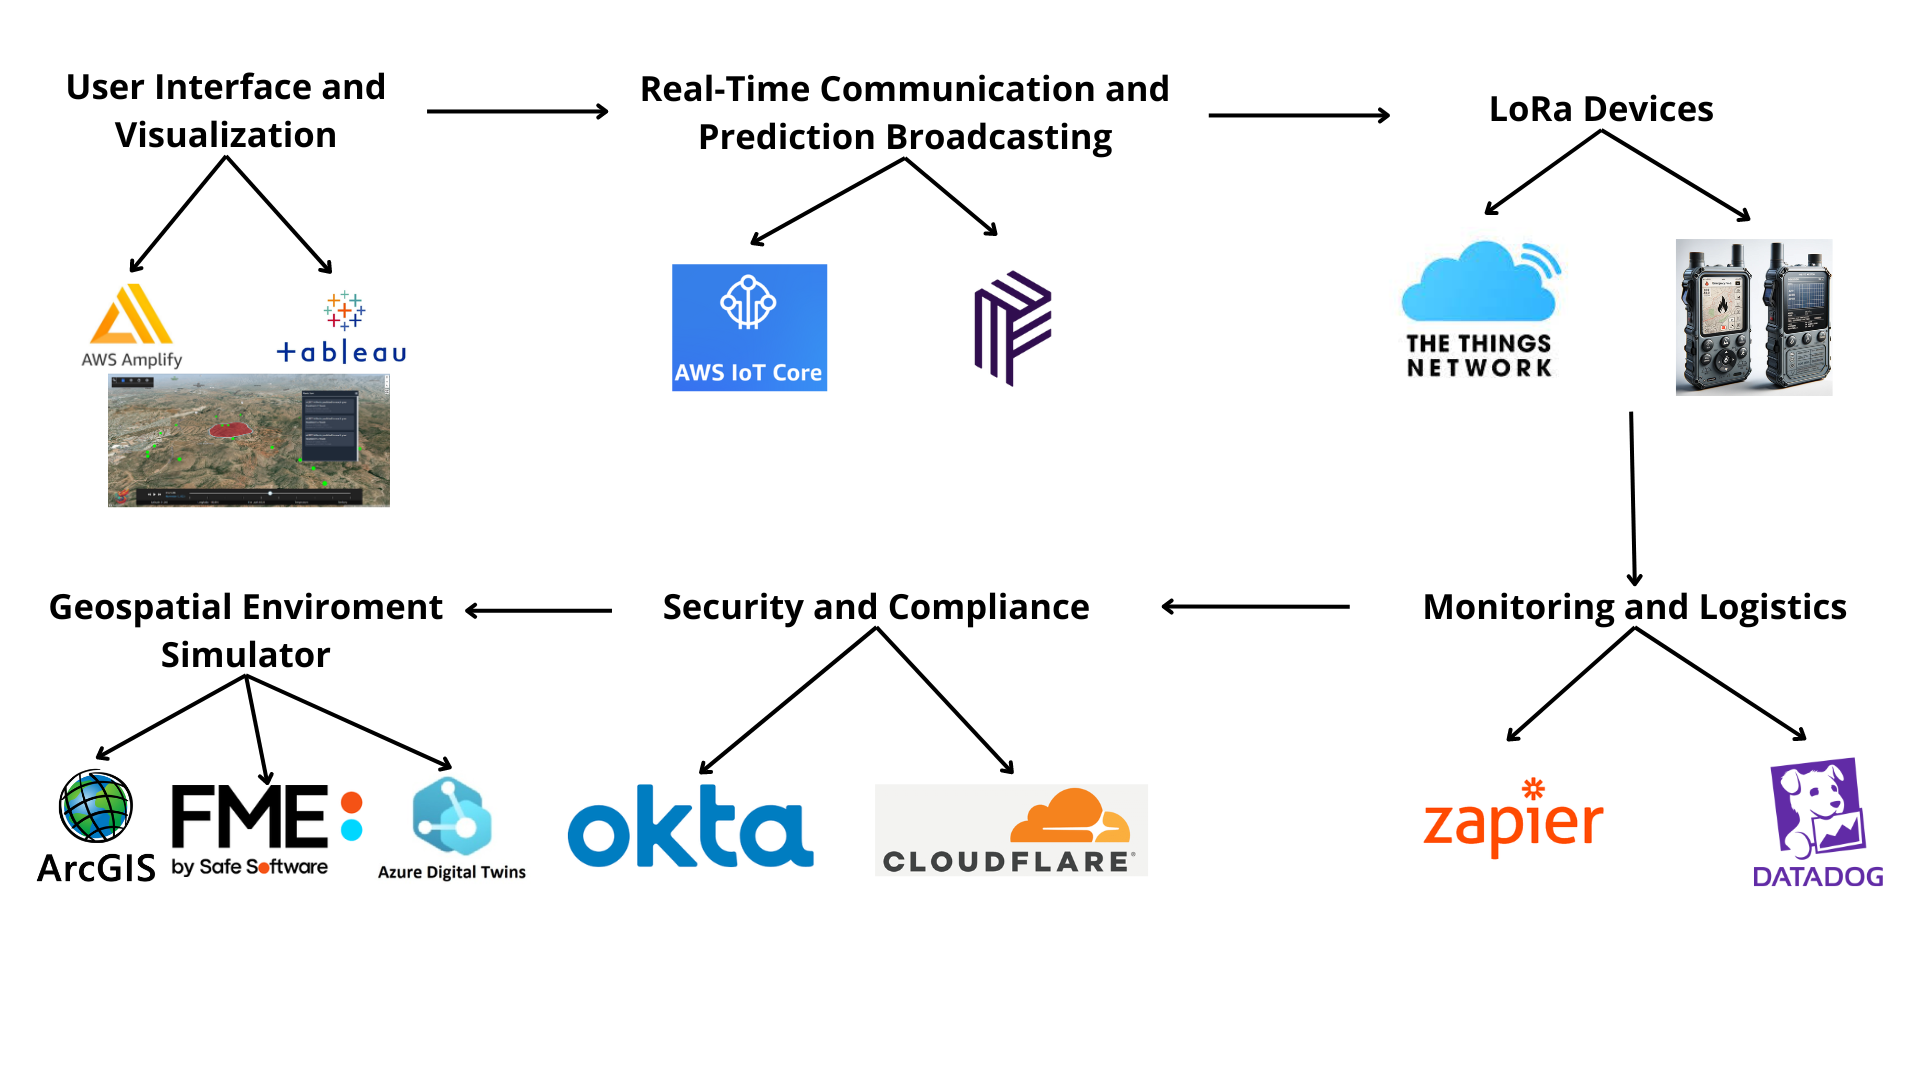 User Interface and
Visualization
Real-Time Communication and
Prediction Broadcasting
LoRa Devices
AWS Amplify
+ableau
AWS IoT Core
THE THINGS
NETWORK
Geospatial Enviroment
Simulator
Security and Compliance
Monitoring and Logistics
ArcGIS
FME
by Safe Software
Azure Digital Twins
okta
CLOUDFLARE
zapier
DATADOG